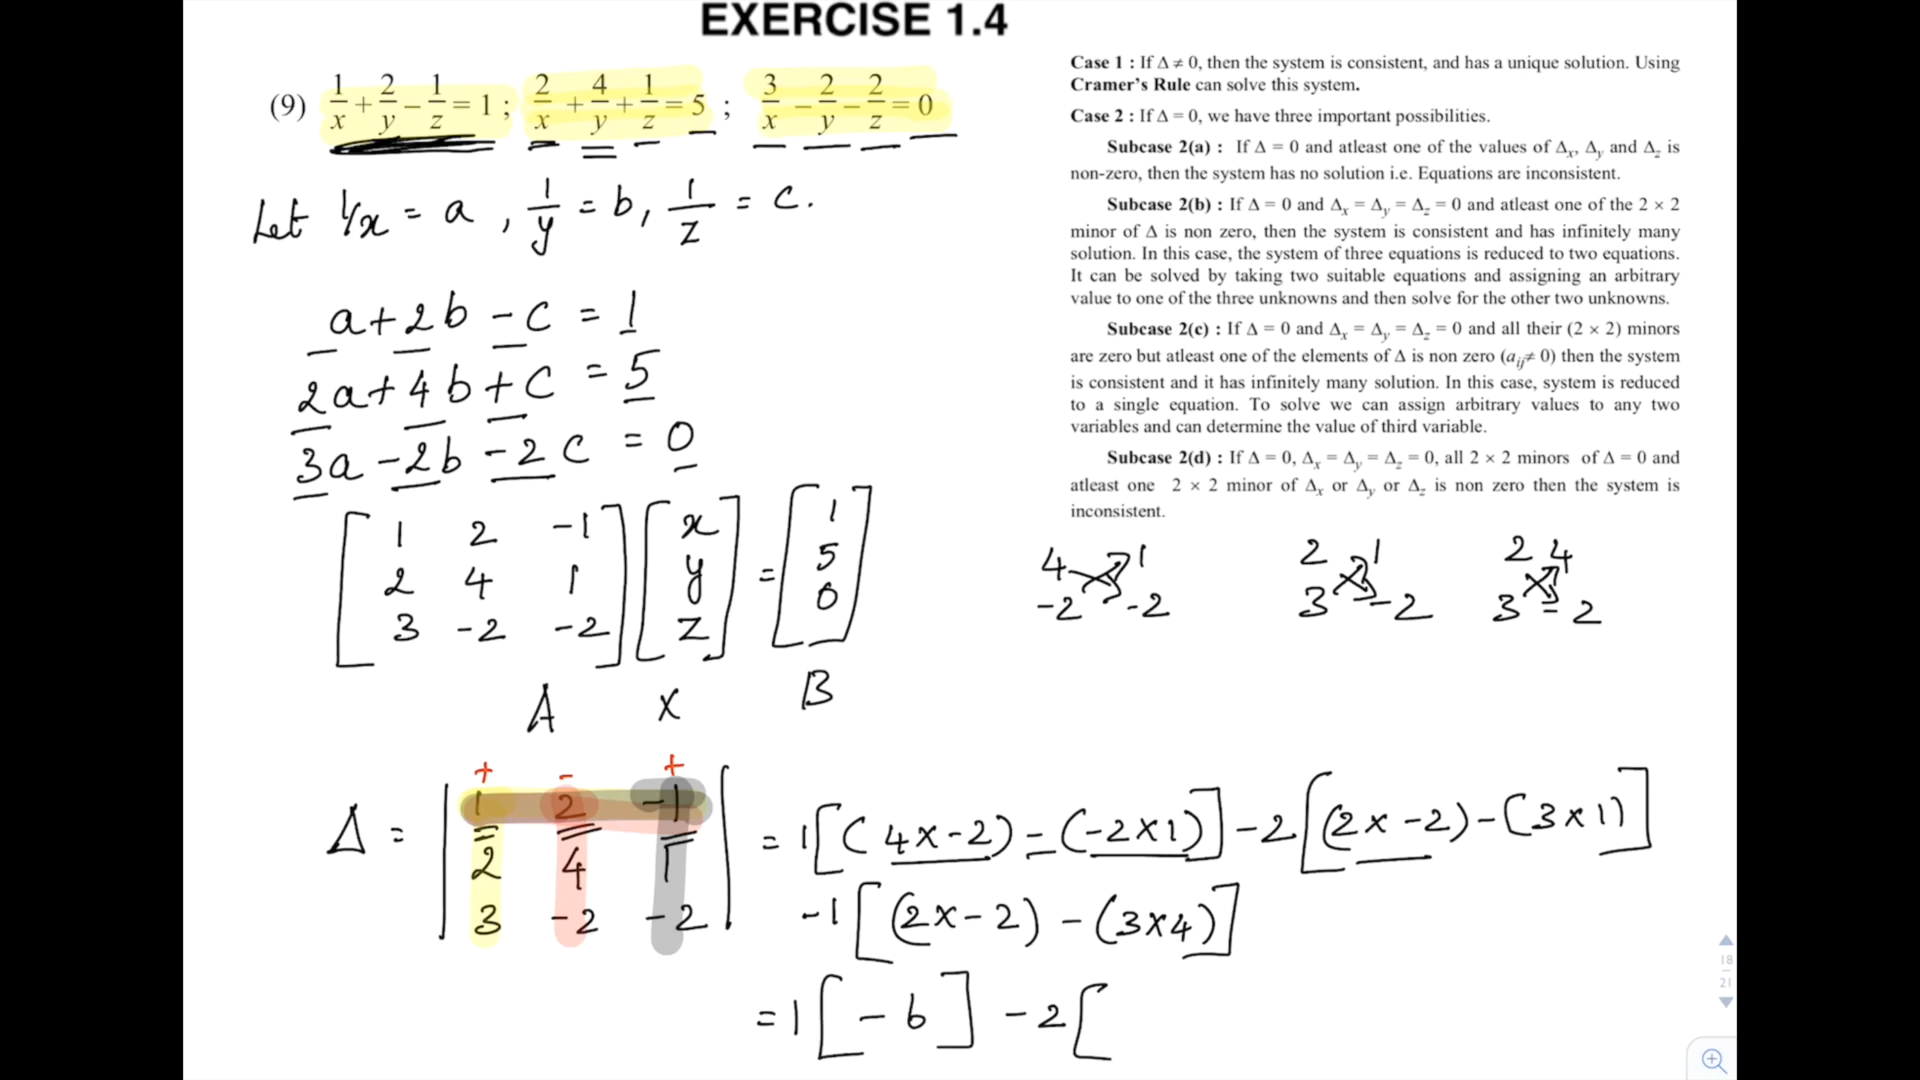 EXERCISE 1.4
(9) 1/x + 2/y − 1/z = 1 ; 2/x + 4/y + 1/z = 5 ; 3/x − 2/y − 2/z = 0
Let 1/x = a , 1/y = b, 1/z = c.
a+2b -c = 1
2a+4b+c = 5
3a-2b-2c = 0
1 2 -1 x 1
2 4 1 y = 5
3 -2 -2 z 0
A X B
+ - +
1 2 -1
Δ = 2 4 1 = 1[(4x-2)-(-2x1)] -2[(2x-2)-(3x1)]
3 -2 -2 -1[(2x-2)-(3x4)]
=1[-6] -2[
Case 1 : If Δ ≠ 0, then the system is consistent, and has a unique solution. Using
Cramer's Rule can solve this system.
Case 2 : If Δ = 0, we have three important possibilities.
Subcase 2(a) : If Δ = 0 and atleast one of the values of Δx, Δy and Δz is
non-zero, then the system has no solution i.e. Equations are inconsistent.
Subcase 2(b) : If Δ = 0 and Δx = Δy = Δz = 0 and atleast one of the 2 × 2
minor of Δ is non zero, then the system is consistent and has infinitely many
solution. In this case, the system of three equations is reduced to two equations.
It can be solved by taking two suitable equations and assigning an arbitrary
value to one of the three unknowns and then solve for the other two unknowns.
Subcase 2(c) : If Δ = 0 and Δx = Δy = Δz = 0 and all their (2 × 2) minors
are zero but atleast one of the elements of Δ is non zero (aij≠ 0) then the system
is consistent and it has infinitely many solution. In this case, system is reduced
to a single equation. To solve we can assign arbitrary values to any two
variables and can determine the value of third variable.
Subcase 2(d) : If Δ = 0, Δx = Δy = Δz = 0, all 2 × 2 minors of Δ = 0 and
atleast one 2 × 2 minor of Δx or Δy or Δz is non zero then the system is
inconsistent.
4 1 2 1 2 4
-2 -2 3 -2 3 -2
18
21